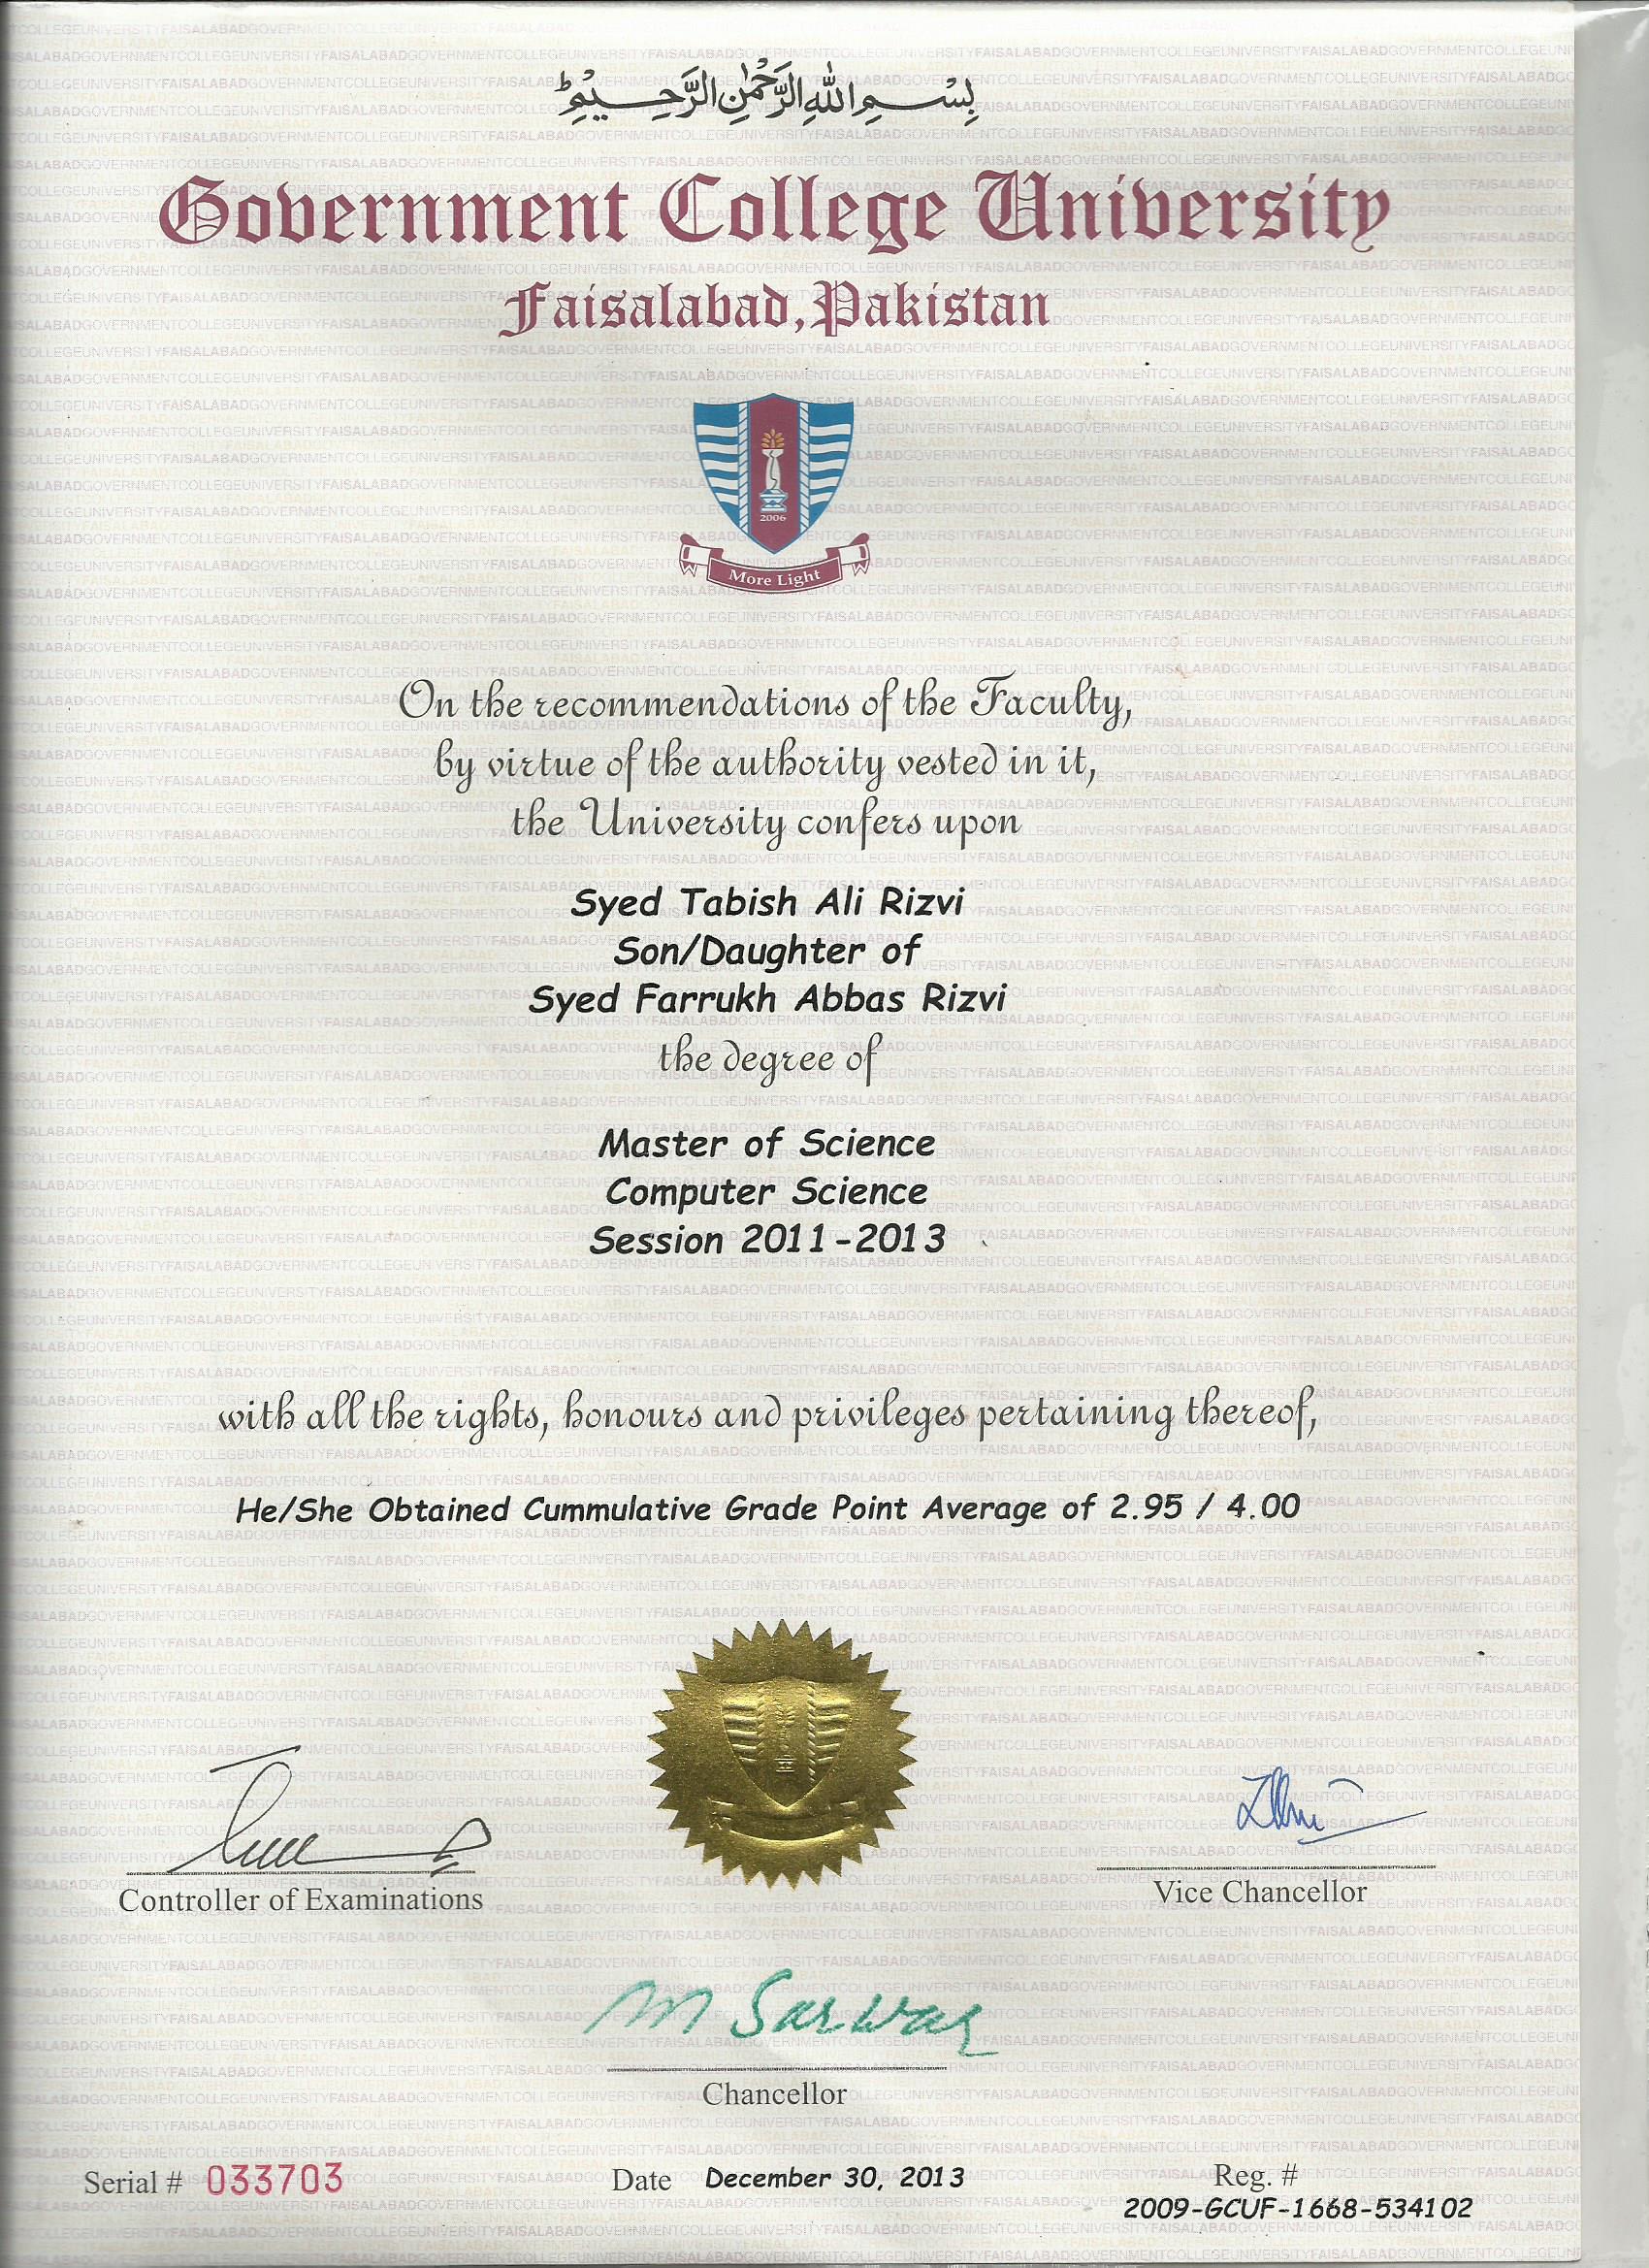 بِسْمِ اللهِ الرَّحْمٰنِ الرَّحِيْمِ
Government College University
Faisalabad, Pakistan
2006
More Light
On the recommendations of the Faculty,
by virtue of the authority vested in it,
the University confers upon
Syed Tabish Ali Rizvi
Son/Daughter of
Syed Farrukh Abbas Rizvi
the degree of
Master of Science
Computer Science
Session 2011-2013
with all the rights, honours and privileges pertaining thereof,
He/She Obtained Cummulative Grade Point Average of 2.95 / 4.00
Controller of Examinations
Vice Chancellor
M Sarwar
Chancellor
Serial # 033703
Date December 30, 2013
Reg. #
2009-GCUF-1668-534102